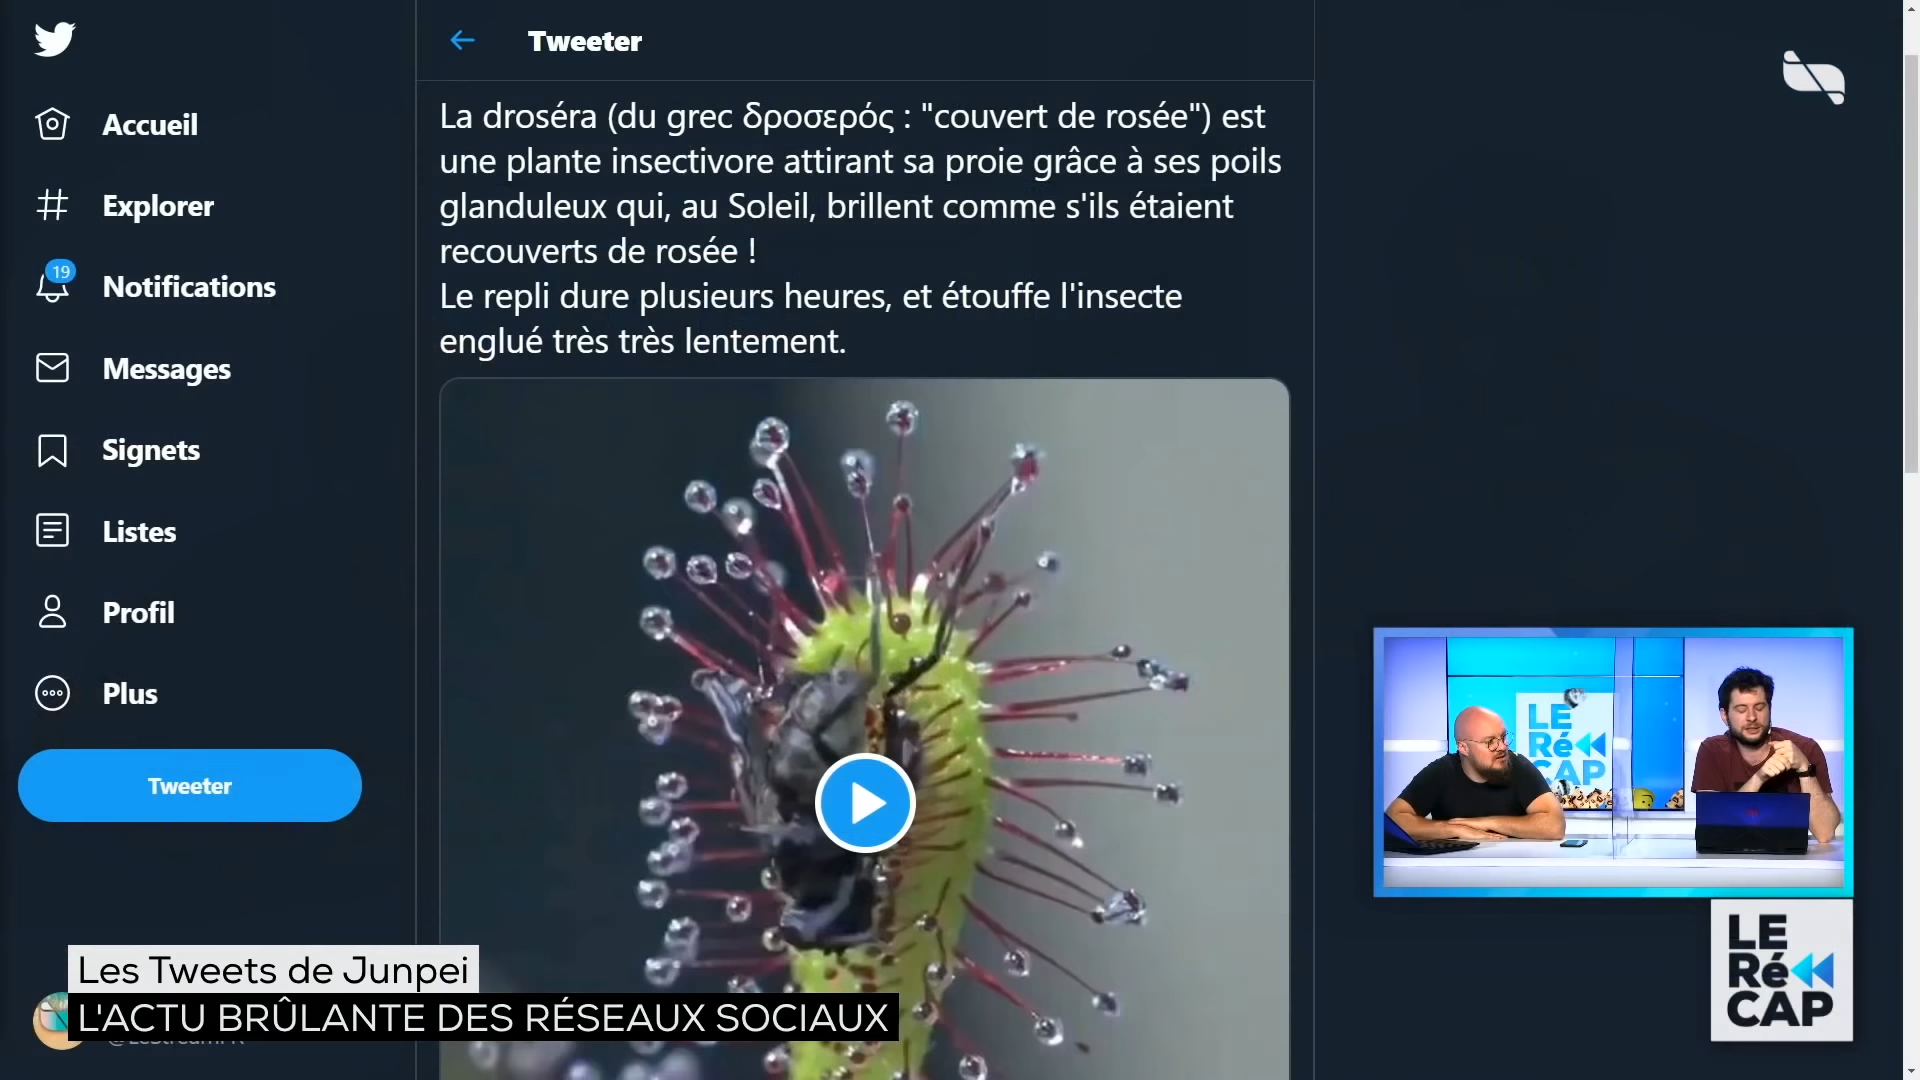 Tweeter
Accueil
Explorer
19
Notifications
Messages
Signets
Listes
Profil
Plus
Tweeter
La droséra (du grec δροσερός : "couvert de rosée") est
une plante insectivore attirant sa proie grâce à ses poils
glanduleux qui, au Soleil, brillent comme s'ils étaient
recouverts de rosée !
Le repli dure plusieurs heures, et étouffe l'insecte
englué très très lentement.
LE
Ré
CAP
Les Tweets de Junpei
L'ACTU BRÛLANTE DES RÉSEAUX SOCIAUX
LE
Ré
CAP